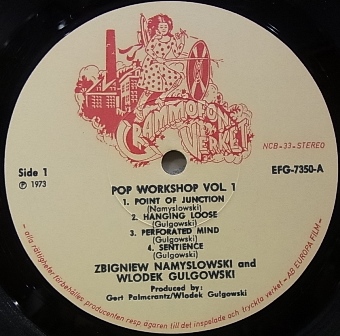 GRAMMOFON
VERKET
NCB-33-STEREO
Side 1
℗ 1973
EFG-7350-A
POP WORKSHOP VOL. 1
1. POINT OF JUNCTION
(Namyslowski)
2. HANGING LOOSE
(Gulgowski)
3. PERFORATED MIND
(Gulgowski)
4. SENTIENCE
(Gulgowski)
ZBIGNIEW NAMYSLOWSKI and
WLODEK GULGOWSKI
Produced by:
Gert Palmcrantz/Wlodek Gulgowski
- alla rättigheter förbehålles producenten resp. ägaren till det inspelade och tryckta verket - AB EUROPA FILM -